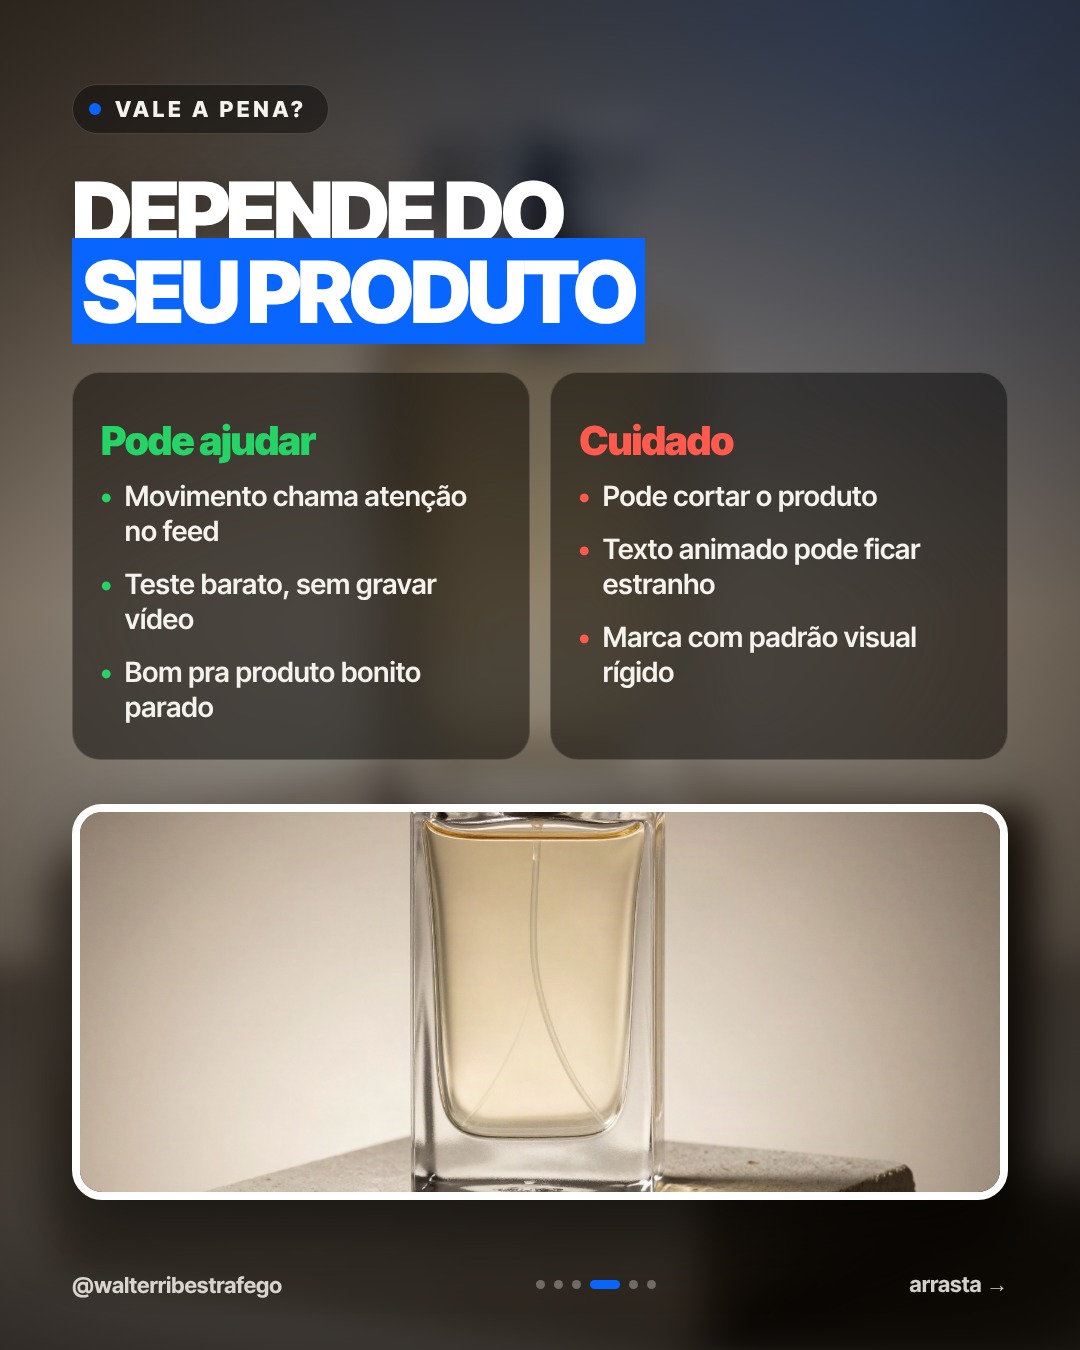 VALE A PENA?
DEPENDE DO
SEU PRODUTO
Pode ajudar
• Movimento chama atenção
no feed
• Teste barato, sem gravar
vídeo
• Bom pra produto bonito
parado
Cuidado
• Pode cortar o produto
• Texto animado pode ficar
estranho
• Marca com padrão visual
rígido
@walterribestrafego
arrasta →